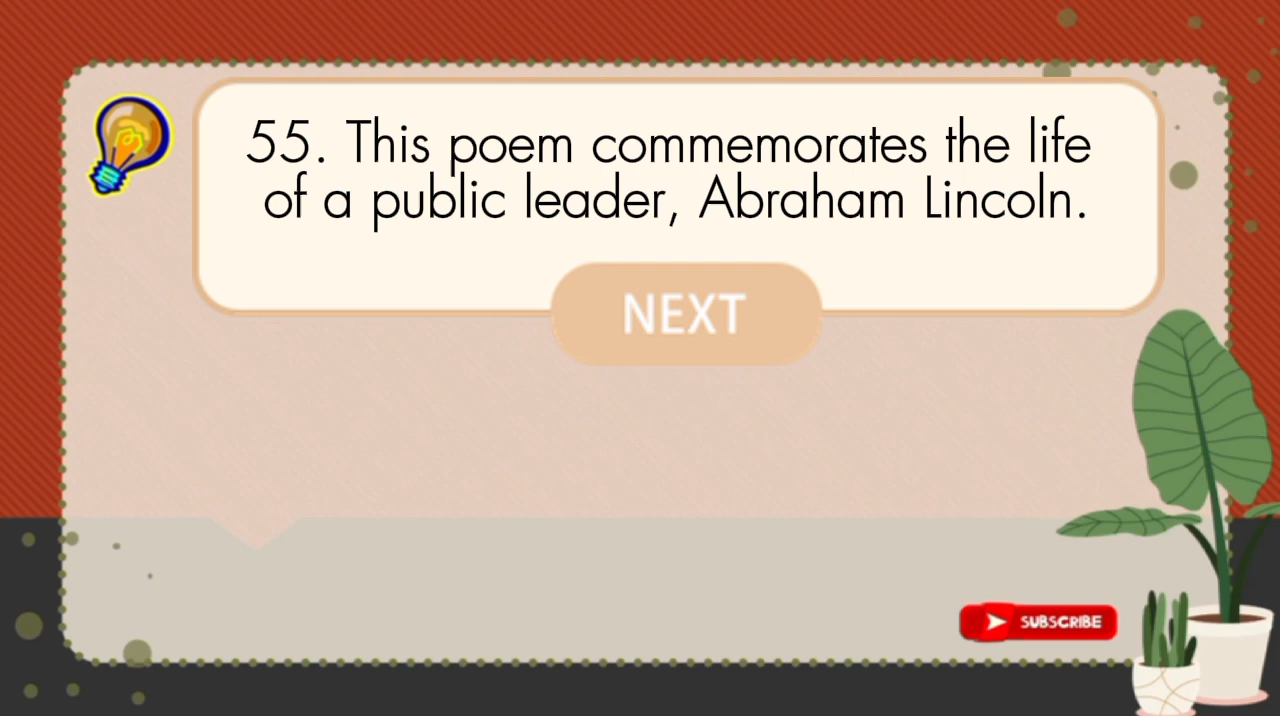 55. This poem commemorates the life
of a public leader, Abraham Lincoln.
NEXT
SUBSCRIBE